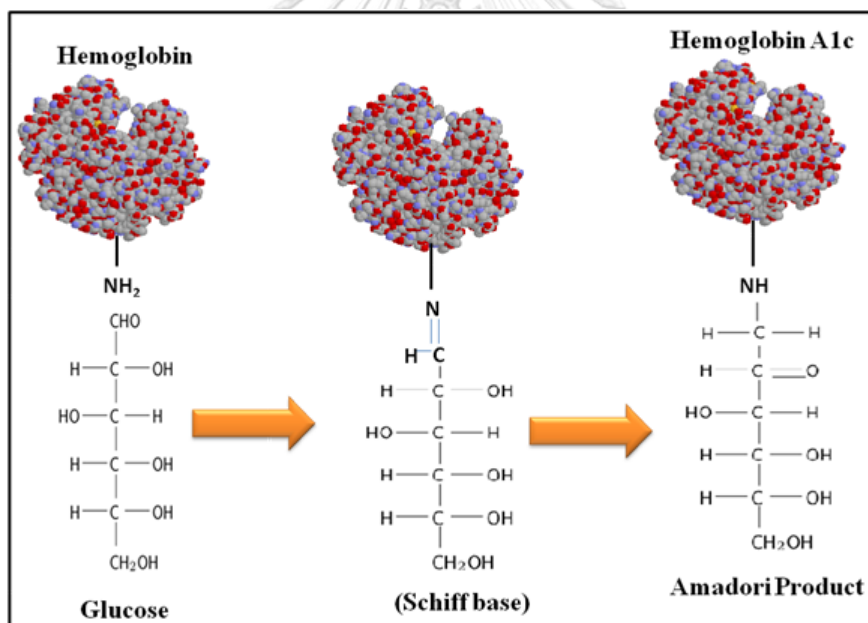 Hemoglobin
NH₂
CHO
H—C—OH
HO—C—H
H—C—OH
H—C—OH
CH₂OH
Glucose
N
H C
H—C—OH
HO—C—H
H—C—OH
H—C—OH
CH₂OH
(Schiff base)
Hemoglobin A1c
NH
H—C—H
H—C=O
HO—C—H
H—C—OH
H—C—OH
CH₂OH
Amadori Product